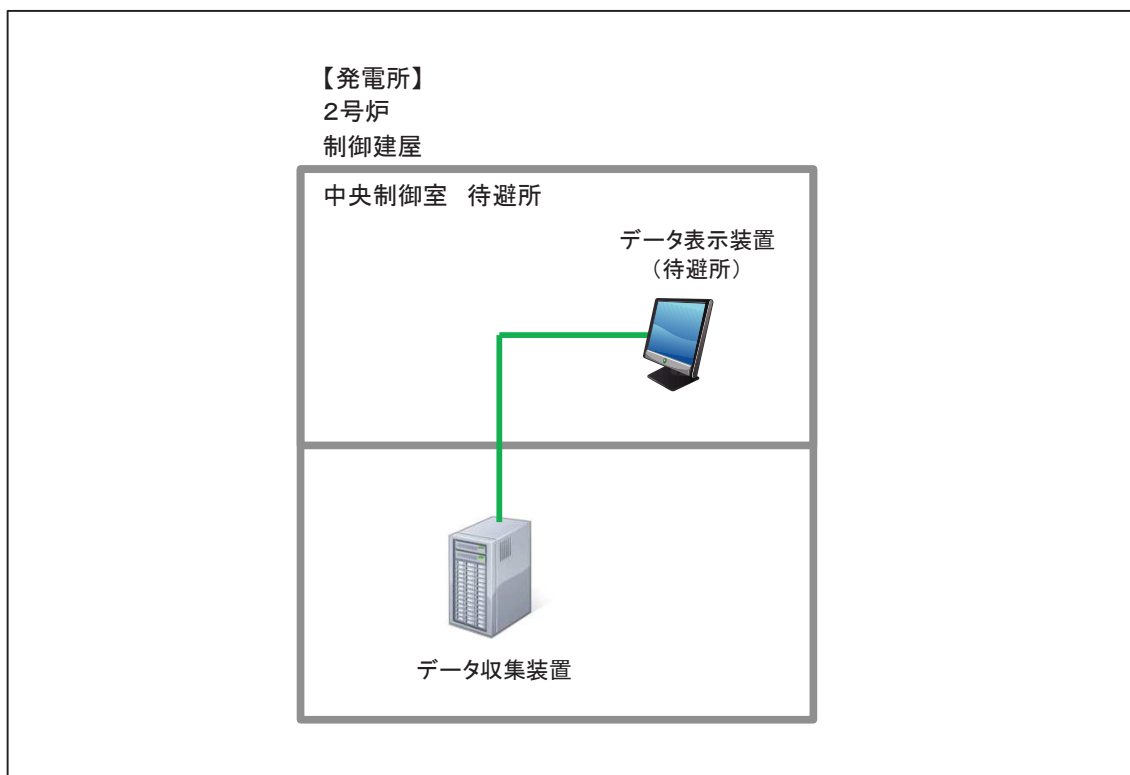 【発電所】
２号炉
制御建屋
中央制御室　待避所
データ表示装置
（待避所）
データ収集装置